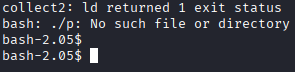 collect2: ld returned 1 exit status
bash: ./p: No such file or directory
bash-2.05$
bash-2.05$